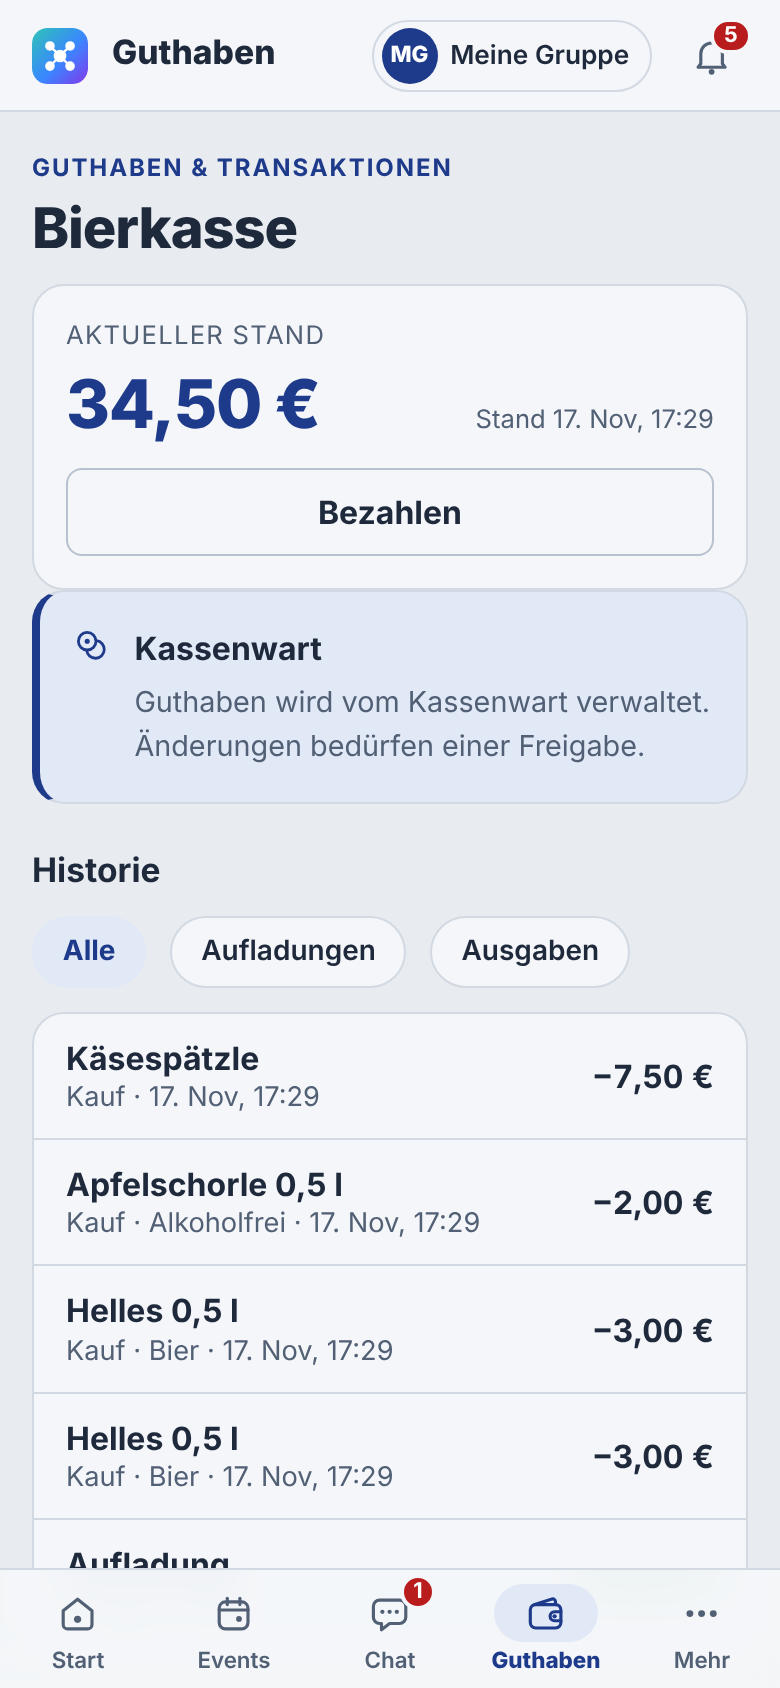 Guthaben
MG Meine Gruppe
5
GUTHABEN & TRANSAKTIONEN
Bierkasse
AKTUELLER STAND
34,50 €
Stand 17. Nov, 17:29
Bezahlen
Kassenwart
Guthaben wird vom Kassenwart verwaltet.
Änderungen bedürfen einer Freigabe.
Historie
Alle
Aufladungen
Ausgaben
Käsespätzle
Kauf · 17. Nov, 17:29
−7,50 €
Apfelschorle 0,5 l
Kauf · Alkoholfrei · 17. Nov, 17:29
−2,00 €
Helles 0,5 l
Kauf · Bier · 17. Nov, 17:29
−3,00 €
Helles 0,5 l
Kauf · Bier · 17. Nov, 17:29
−3,00 €
Aufladung
Start
Events
1
Chat
Guthaben
Mehr